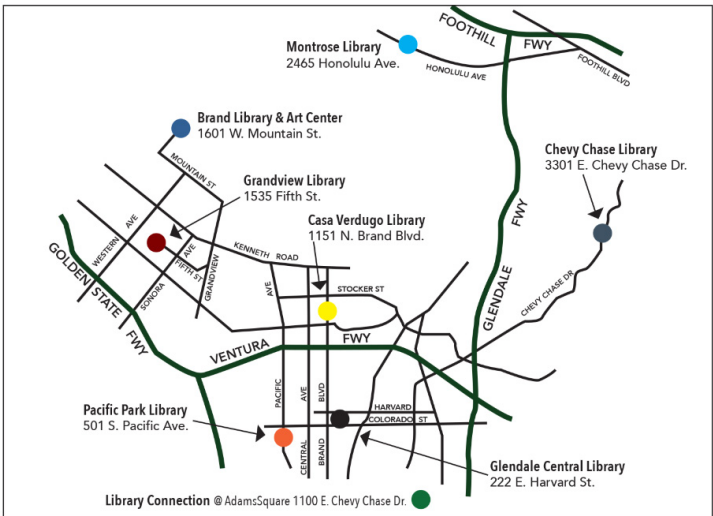 FOOTHILL
FWY
Montrose Library
2465 Honolulu Ave.
HONOLULU AVE
FOOTHILL BLVD
Brand Library & Art Center
1601 W. Mountain St.
Chevy Chase Library
3301 E. Chevy Chase Dr.
MOUNTAIN ST
Grandview Library
1535 Fifth St.
Casa Verdugo Library
1151 N. Brand Blvd.
WESTERN AVE
SONORA AVE
FIFTH ST
GRANDVIEW
KENNETH ROAD
STOCKER ST
GOLDEN STATE FWY
GLENDALE FWY
CHEVY CHASE DR
VENTURA FWY
PACIFIC AVE
CENTRAL AVE
BRAND BLVD
HARVARD
COLORADO ST
Pacific Park Library
501 S. Pacific Ave.
Glendale Central Library
222 E. Harvard St.
Library Connection @ AdamsSquare 1100 E. Chevy Chase Dr.